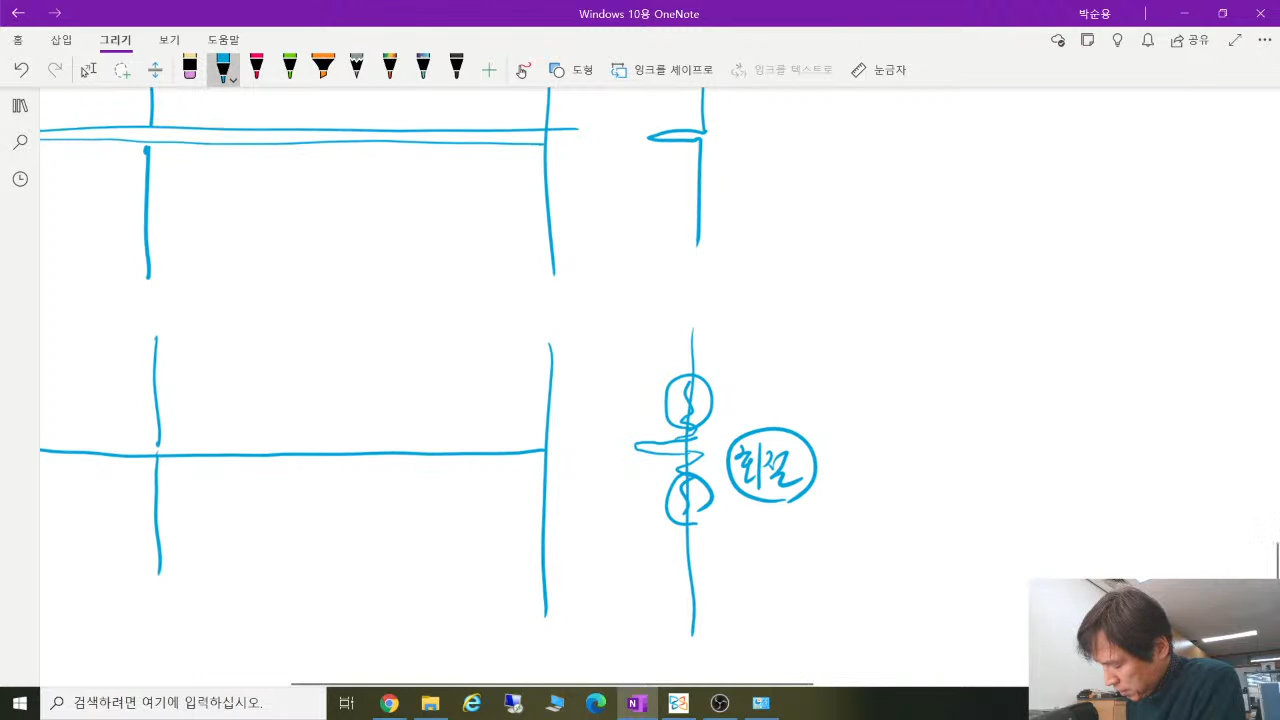 Windows 10용 OneNote
박순용
홈 삽입 그리기 보기 도움말
공유
도형 잉크를 셰이프로 잉크를 텍스트로 눈금자
회절
검색하려면 여기에 입력하십시오.